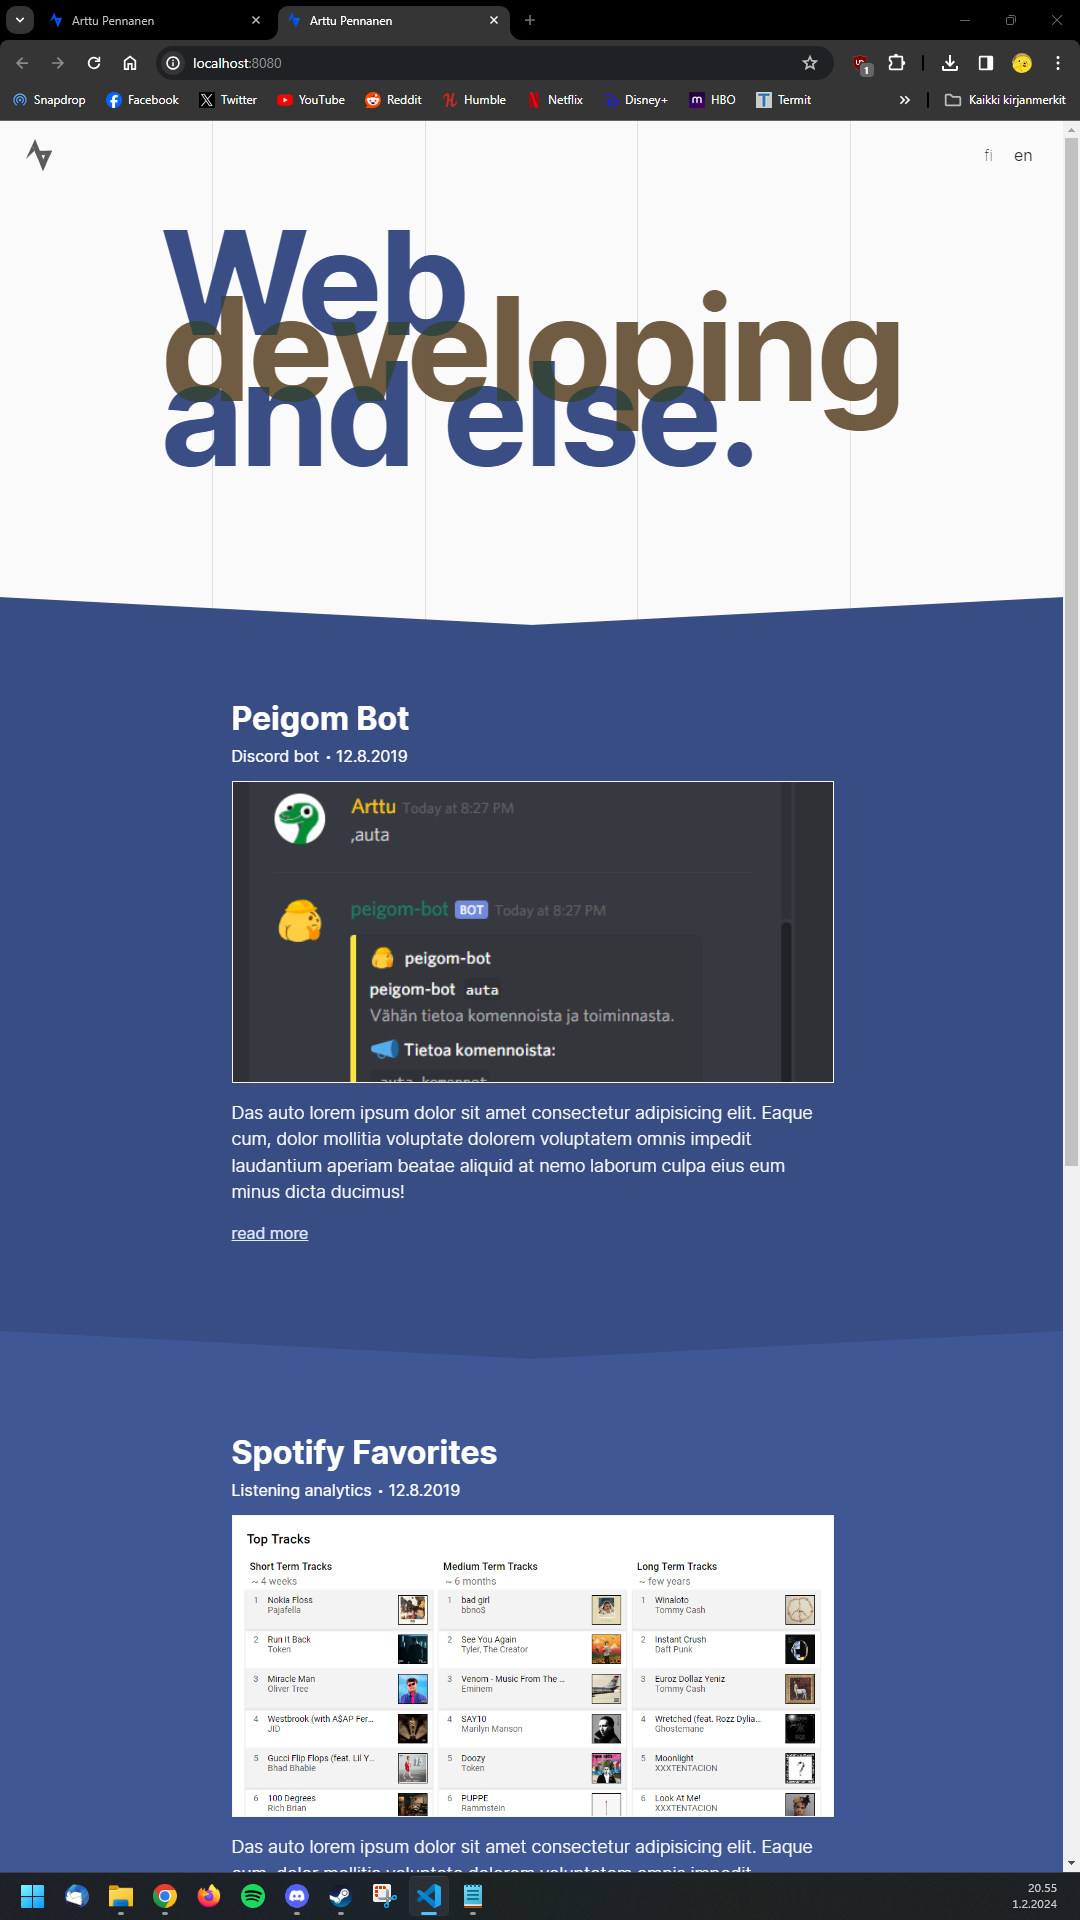 Arttu Pennanen
Arttu Pennanen
localhost:8080
1
Snapdrop
Facebook
Twitter
YouTube
Reddit
Humble
Netflix
Disney+
HBO
Termit
Kaikki kirjanmerkit
fi en
Web
developing
and else.
Peigom Bot
Discord bot • 12.8.2019
Arttu Today at 8:27 PM
,auta
peigom-bot BOT Today at 8:27 PM
peigom-bot
peigom-bot auta
Vähän tietoa komennoista ja toiminnasta.
Tietoa komennoista:
auta komennot
Das auto lorem ipsum dolor sit amet consectetur adipisicing elit. Eaque
cum, dolor mollitia voluptate dolorem voluptatem omnis impedit
laudantium aperiam beatae aliquid at nemo laborum culpa eius eum
minus dicta ducimus!
read more
Spotify Favorites
Listening analytics • 12.8.2019
Top Tracks
Short Term Tracks
~ 4 weeks
1 Nokia Floss
Pajafella
2 Run It Back
Token
3 Miracle Man
Oliver Tree
4 Westbrook (with A$AP Fer...
JID
5 Gucci Flip Flops (feat. Lil Y...
Bhad Bhabie
6 100 Degrees
Rich Brian
Medium Term Tracks
~ 6 months
1 bad girl
bbno$
2 See You Again
Tyler, The Creator
3 Venom - Music From The ...
Eminem
4 SAY10
Marilyn Manson
5 Doozy
Token
6 PUPPE
Rammstein
Long Term Tracks
~ few years
1 Winaloto
Tommy Cash
2 Instant Crush
Daft Punk
3 Euroz Dollaz Yeniz
Tommy Cash
4 Wretched (feat. Rozz Dylia...
Ghostemane
5 Moonlight
XXXTENTACION
6 Look At Me!
XXXTENTACION
Das auto lorem ipsum dolor sit amet consectetur adipisicing elit. Eaque
cum, dolor mollitia voluptate dolorem voluptatem omnis impedit
20.55
1.2.2024